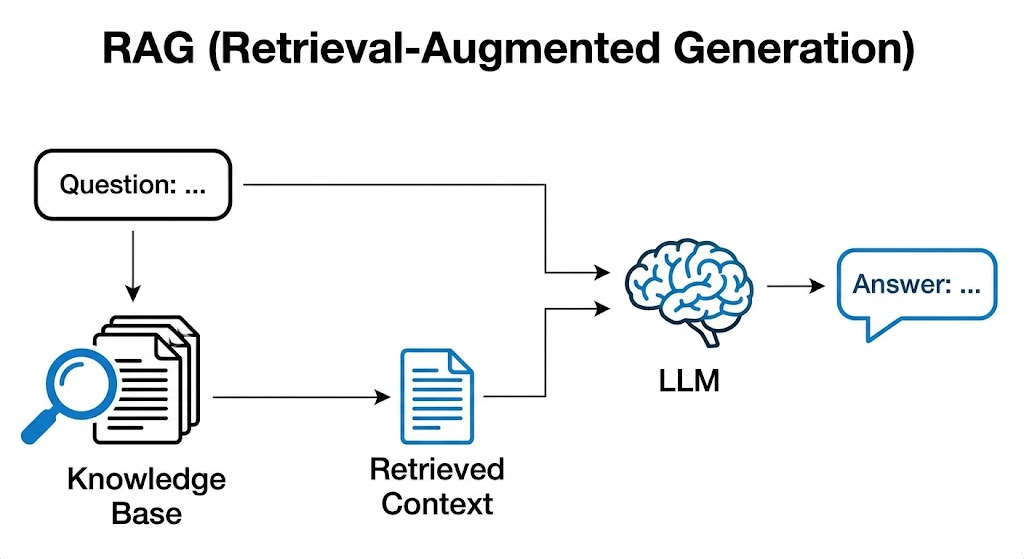 RAG (Retrieval-Augmented Generation)
Question: ...
Answer: ...
LLM
Knowledge
Base
Retrieved
Context